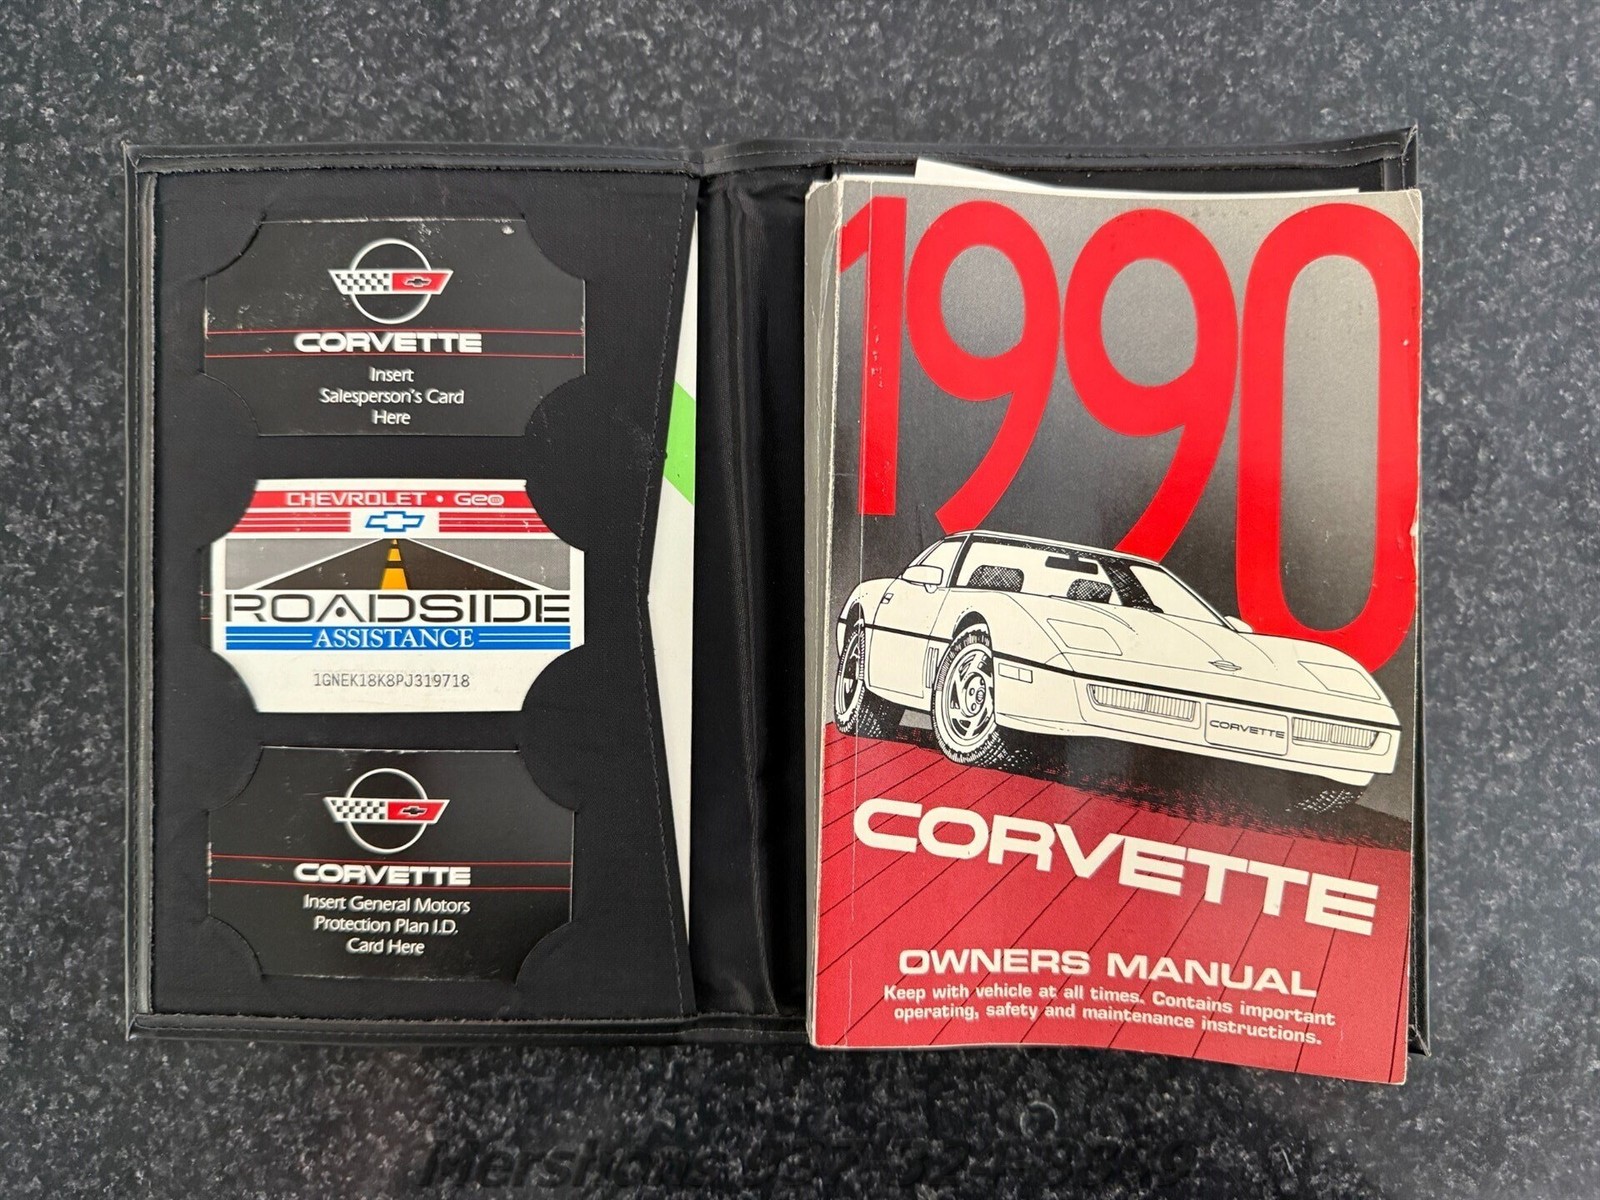 CORVETTE
Insert
Salesperson's Card
Here
CHEVROLET • Geo
ROADSIDE
ASSISTANCE
1GNEK18K8PJ319718
CORVETTE
Insert General Motors
Protection Plan I.D.
Card Here
1990
CORVETTE
CORVETTE
OWNERS MANUAL
Keep with vehicle at all times. Contains important
operating, safety and maintenance instructions.